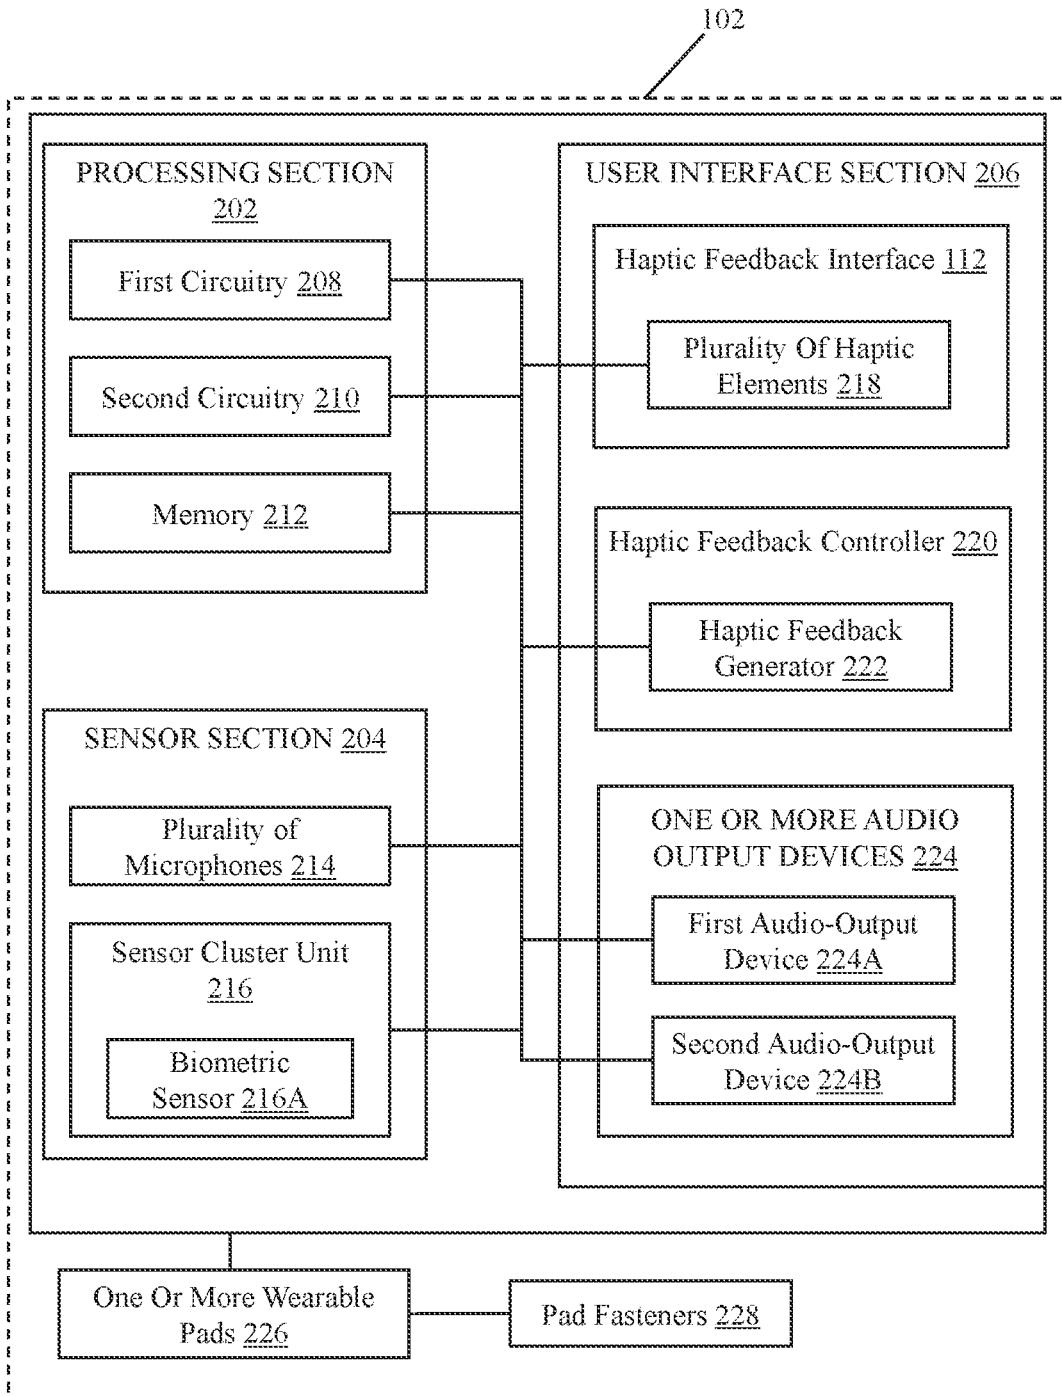 102
PROCESSING SECTION
202
First Circuitry 208
Second Circuitry 210
Memory 212
SENSOR SECTION 204
Plurality of
Microphones 214
Sensor Cluster Unit
216
Biometric
Sensor 216A
USER INTERFACE SECTION 206
Haptic Feedback Interface 112
Plurality Of Haptic
Elements 218
Haptic Feedback Controller 220
Haptic Feedback
Generator 222
ONE OR MORE AUDIO
OUTPUT DEVICES 224
First Audio-Output
Device 224A
Second Audio-Output
Device 224B
One Or More Wearable
Pads 226
Pad Fasteners 228